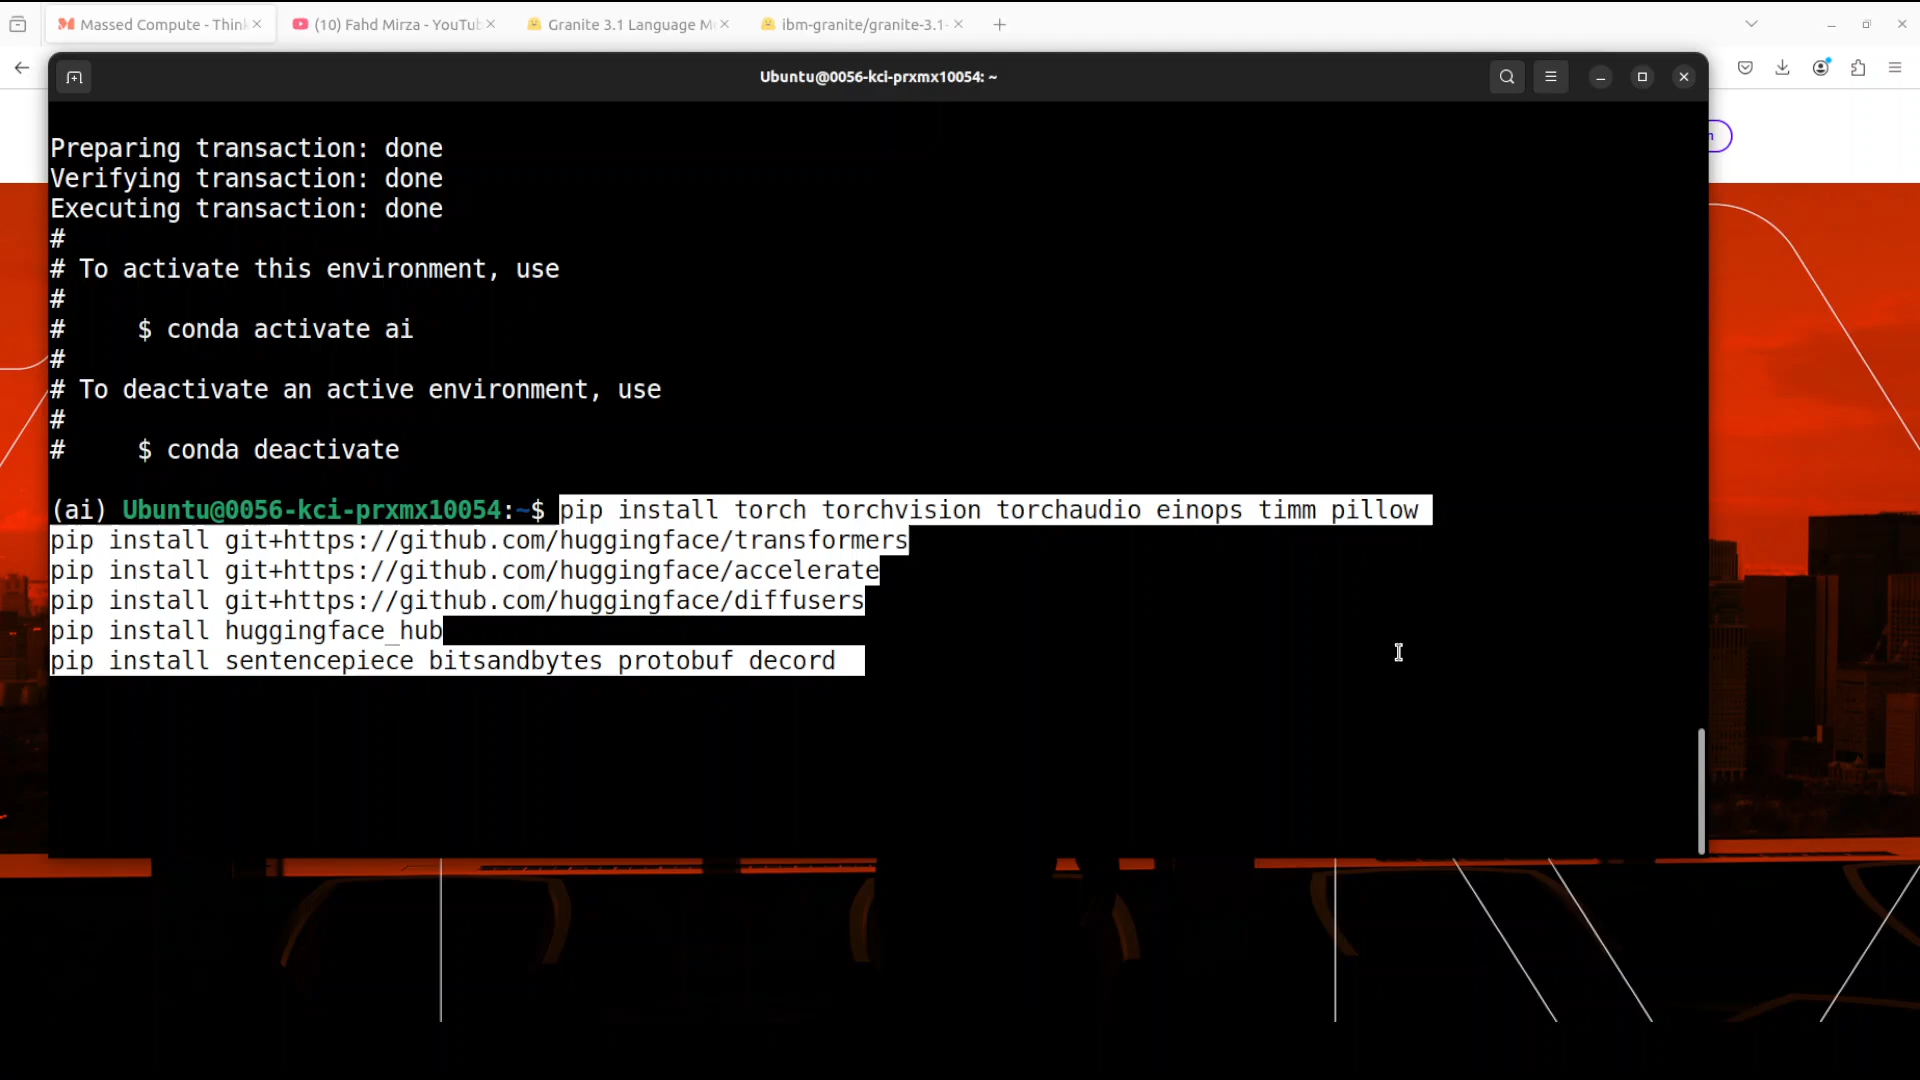 Massed Compute - Think
(10) Fahd Mirza - YouTub
Granite 3.1 Language M
ibm-granite/granite-3.1-
Ubuntu@0056-kci-prxmx10054: ~
Preparing transaction: done
Verifying transaction: done
Executing transaction: done
#
# To activate this environment, use
#
#     $ conda activate ai
#
# To deactivate an active environment, use
#
#     $ conda deactivate
(ai) Ubuntu@0056-kci-prxmx10054:~$ pip install torch torchvision torchaudio einops timm pillow
pip install git+https://github.com/huggingface/transformers
pip install git+https://github.com/huggingface/accelerate
pip install git+https://github.com/huggingface/diffusers
pip install huggingface_hub
pip install sentencepiece bitsandbytes protobuf decord